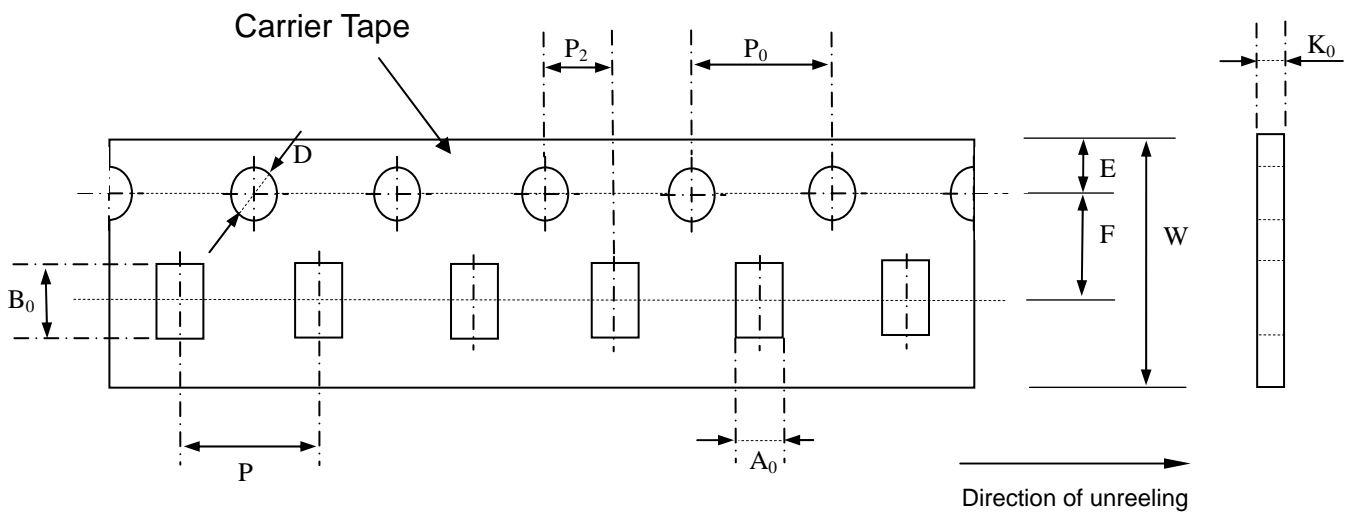 Carrier Tape
P₂
P₀
K₀
D
E
F
W
B₀
P
A₀
Direction of unreeling